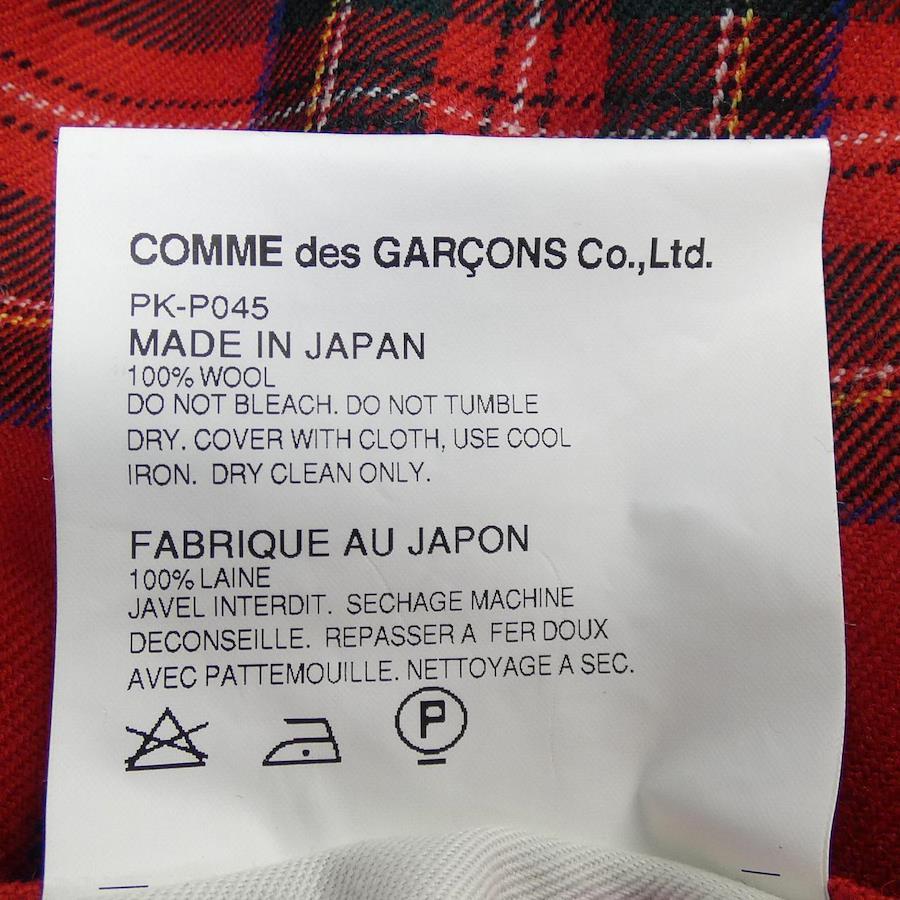 COMME des GARÇONS Co.,Ltd.
PK-P045
MADE IN JAPAN
100% WOOL
DO NOT BLEACH. DO NOT TUMBLE
DRY. COVER WITH CLOTH, USE COOL
IRON. DRY CLEAN ONLY.
FABRIQUE AU JAPON
100% LAINE
JAVEL INTERDIT. SECHAGE MACHINE
DECONSEILLE. REPASSER A FER DOUX
AVEC PATTEMOUILLE. NETTOYAGE A SEC.
P